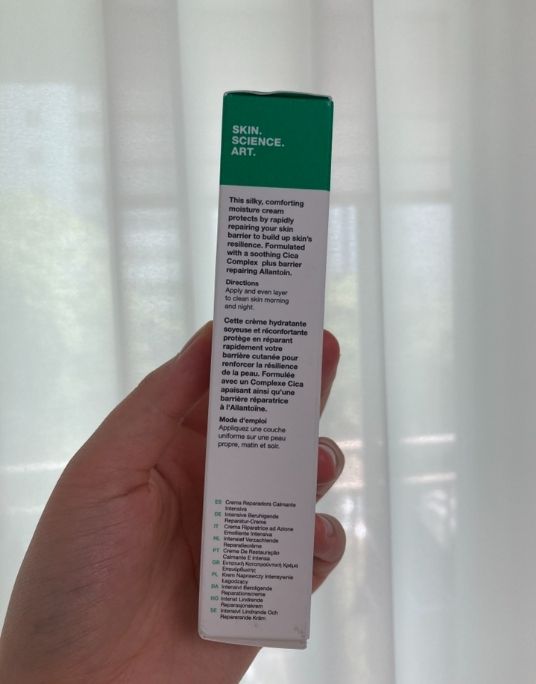 SKIN.
SCIENCE.
ART.
This silky, comforting
moisture cream
protects by rapidly
repairing your skin
barrier to build up skin's
resilience. Formulated
with a soothing Cica
Complex plus barrier
repairing Allantoin.
Directions
Apply and even layer
to clean skin morning
and night.
Cette crème hydratante
soyeuse et réconfortante
protège en réparant
rapidement votre
barrière cutanée pour
renforcer la résilience
de la peau. Formulée
avec un Complexe Cica
apaisant ainsi qu'une
barrière réparatrice
à l'Allantoïne.
Mode d'emploi
Appliquez une couche
uniforme sur une peau
propre, matin et soir.
ES Crema Reparadora Calmante
Intensiva
DE Intensive Beruhigende
Reparatur-Creme
IT Crema Riparatrice ad Azione
Emolliente Intensiva
NL Intensief Verzachtende
Reparatiecrème
PT Creme De Restauração
Calmante E Intensa
GR Εντατική Καταπραϋντική Κρέμα
Επανόρθωσης
PL Krem Naprawczy Intensywnie
Łagodzący
DA Intensivt Beroligende
Reparationscreme
NO Intenst Lindrende
Reparasjonskrem
SE Intensivt Lindrande Och
Reparerande Kräm